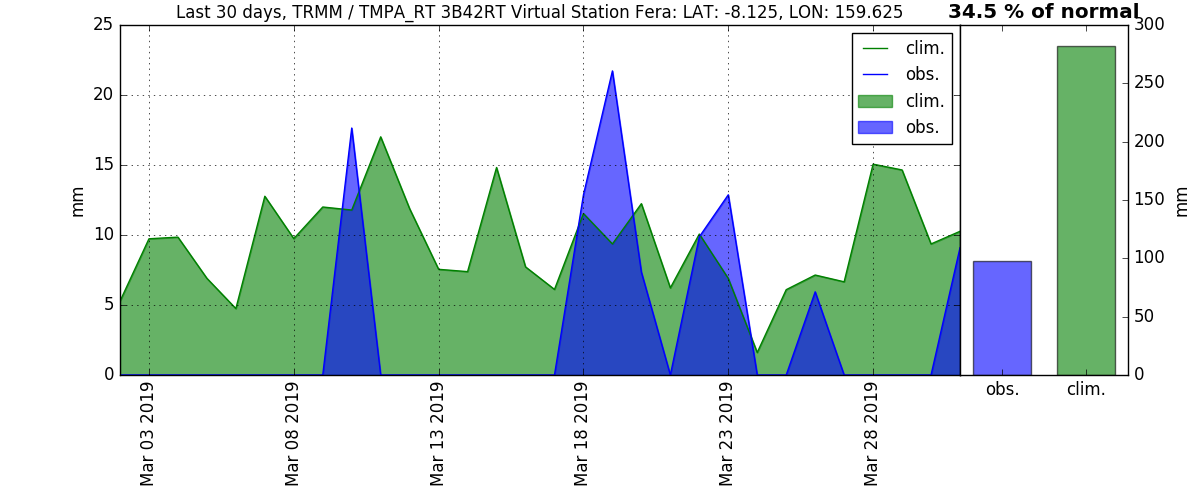 Last 30 days, TRMM / TMPA_RT 3B42RT Virtual Station Fera: LAT: -8.125, LON: 159.625
34.5 % of normal
mm
25
20
15
10
5
0
clim.
obs.
clim.
obs.
Mar 03 2019
Mar 08 2019
Mar 13 2019
Mar 18 2019
Mar 23 2019
Mar 28 2019
300
250
200
150
100
50
0
mm
obs.
clim.